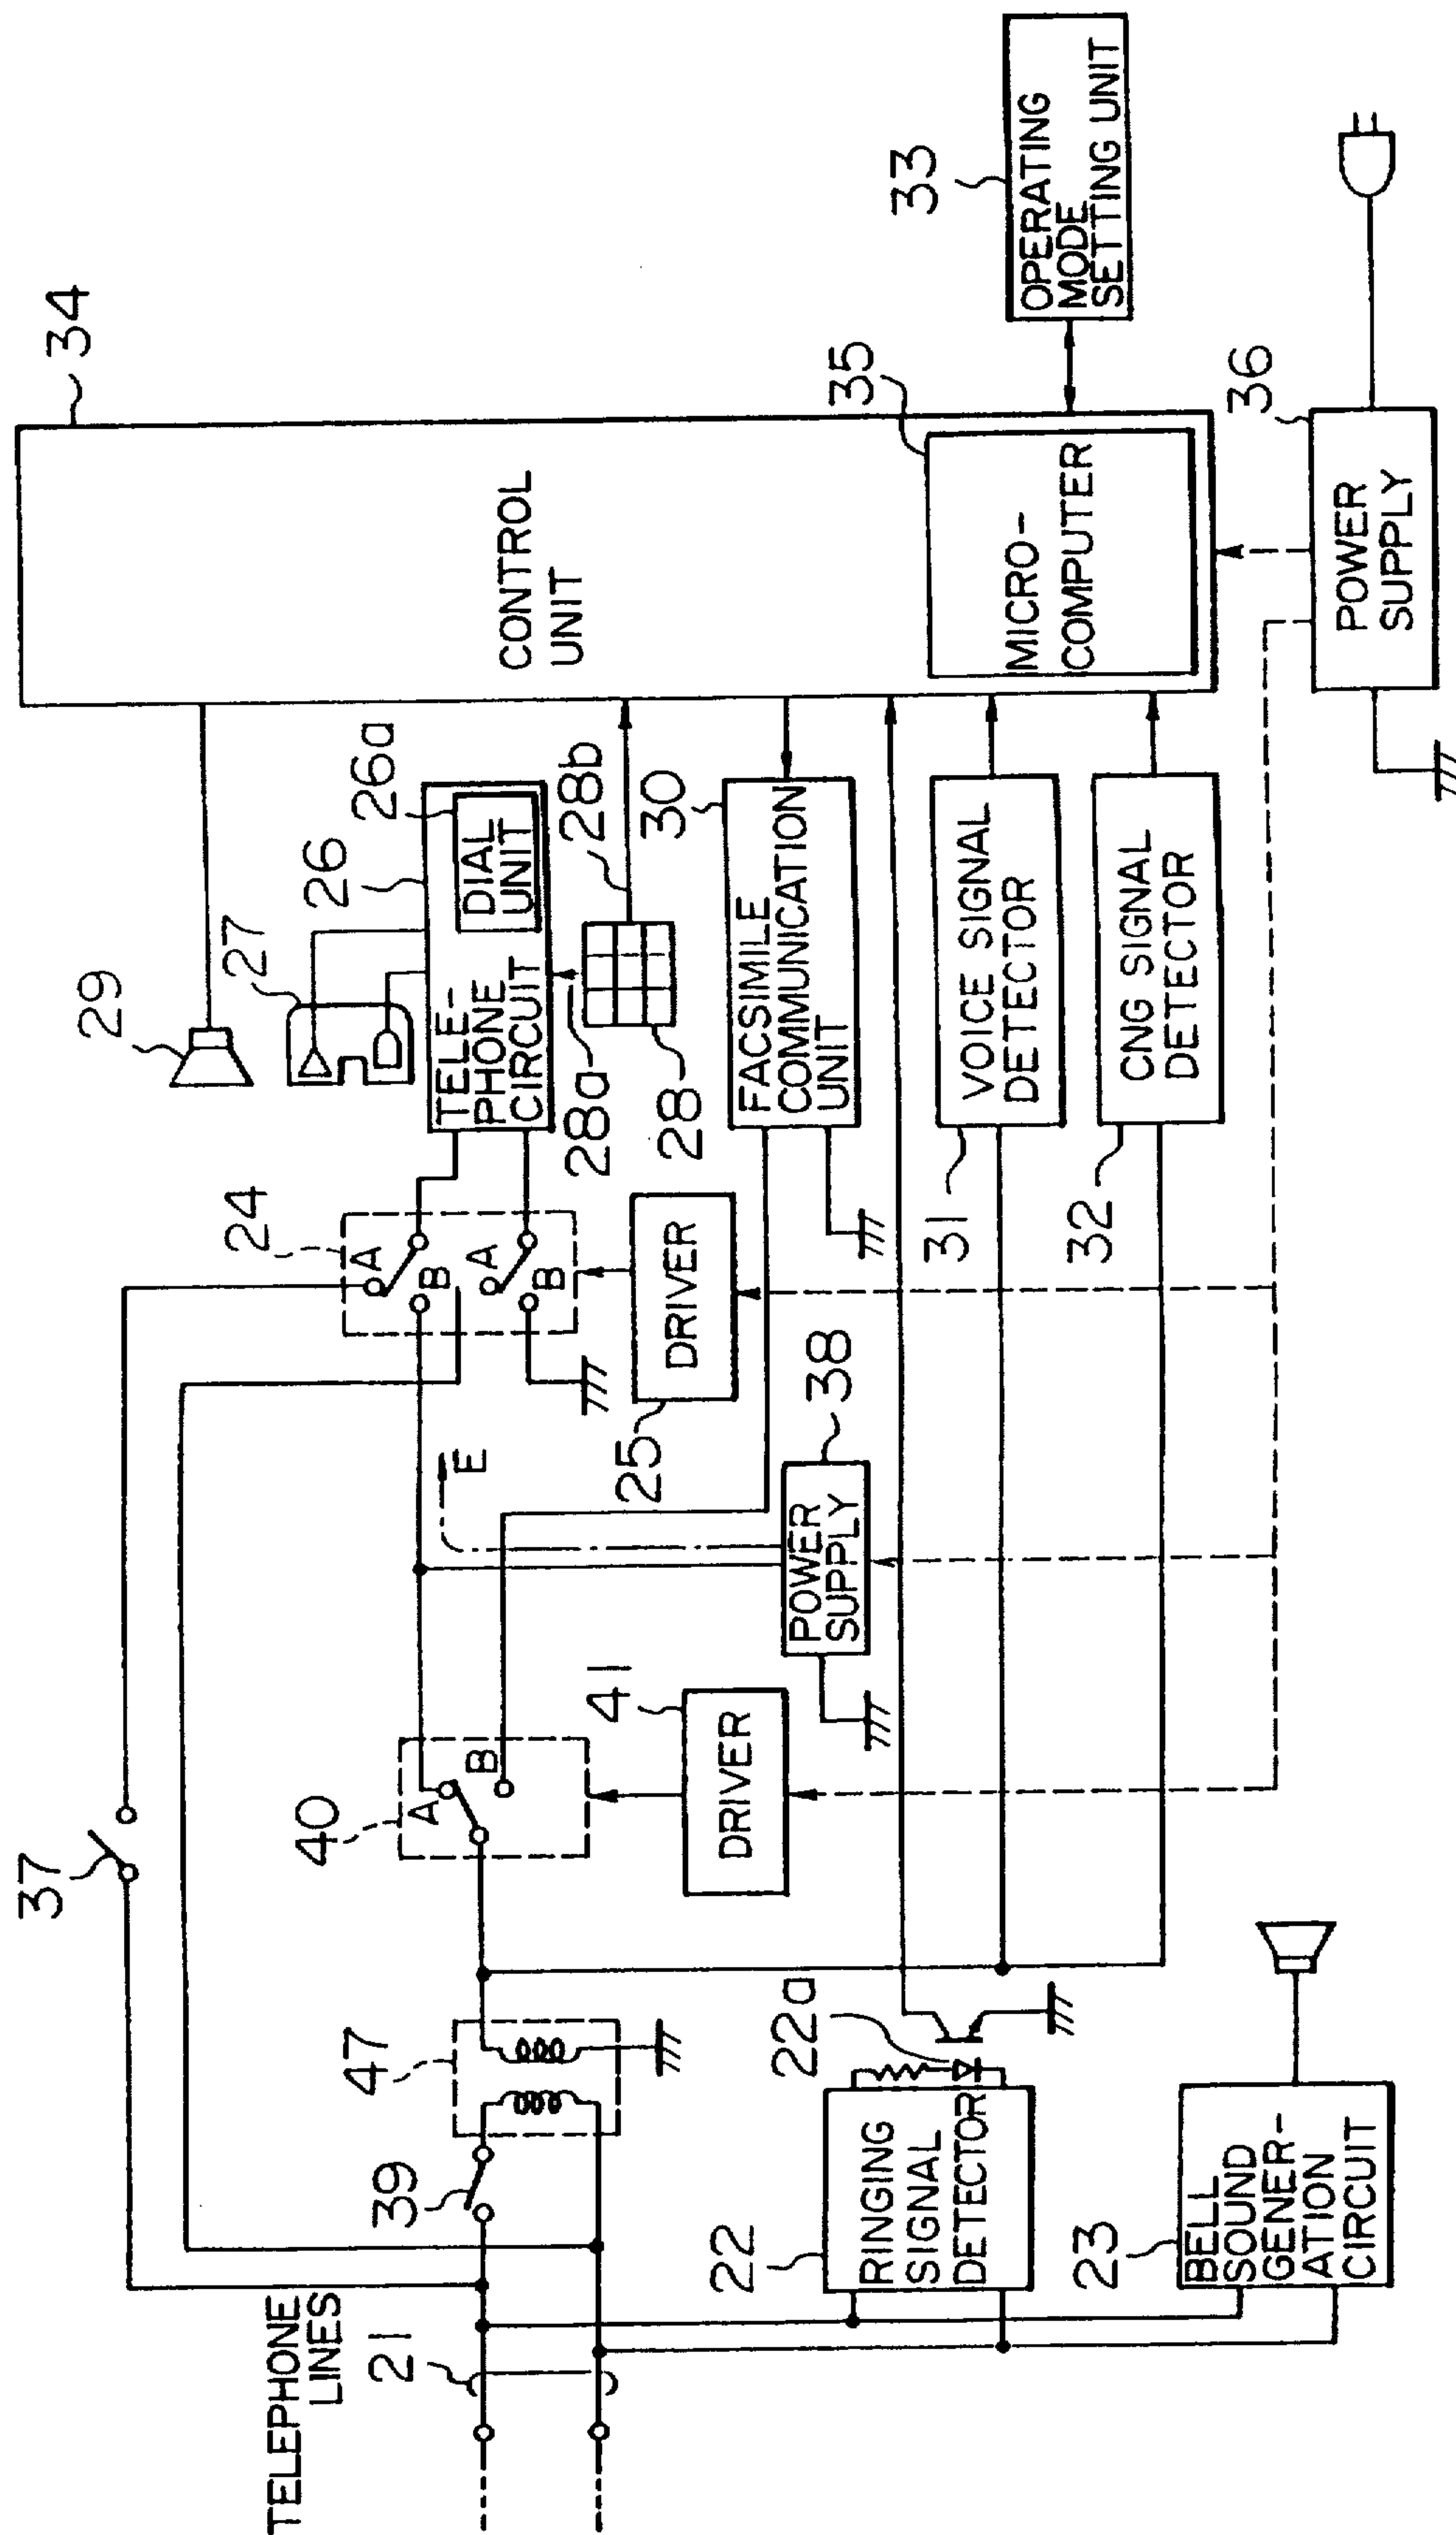 TELEPHONE
LINES
21
37
39
47
40
A
B
41
DRIVER
22
RINGING
SIGNAL
DETECTOR
22a
23
BELL
SOUND
GENER-
ATION
CIRCUIT
E
POWER
SUPPLY
38
24
A
B
A
B
25
DRIVER
29
27
26
26a
TELE-
PHONE
CIRCUIT
DIAL
UNIT
28a
28
28b
30
FACSIMILE
COMMUNICATION
UNIT
31
VOICE SIGNAL
DETECTOR
32
CNG SIGNAL
DETECTOR
34
CONTROL
UNIT
35
MICRO-
COMPUTER
33
OPERATING
MODE
SETTING UNIT
36
POWER
SUPPLY